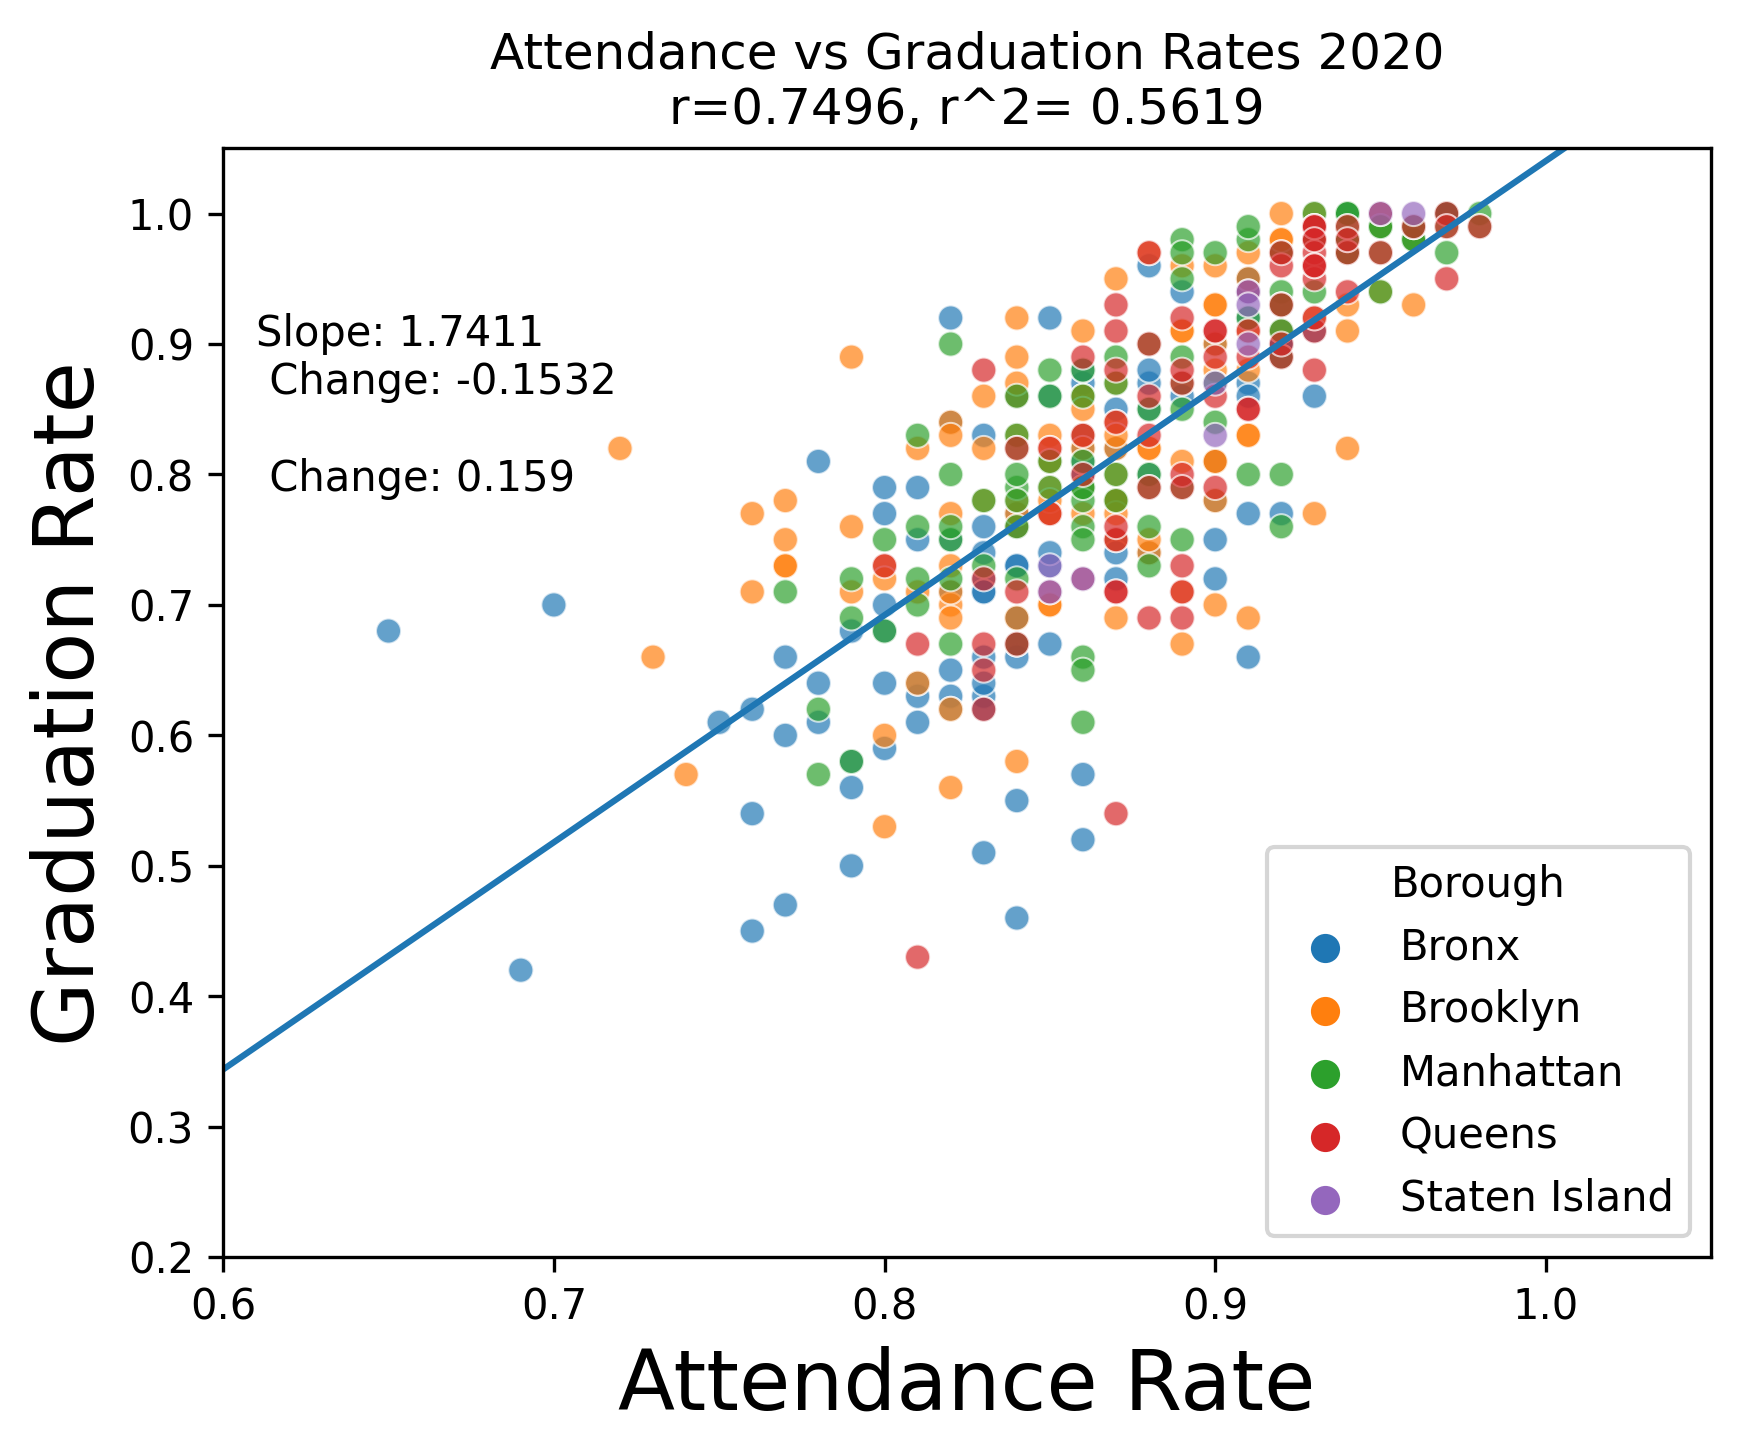 Attendance vs Graduation Rates 2020
r=0.7496, r^2= 0.5619
Graduation Rate
1.0
0.9
0.8
0.7
0.6
0.5
0.4
0.3
0.2
Slope: 1.7411
Change: -0.1532
Change: 0.159
Borough
Bronx
Brooklyn
Manhattan
Queens
Staten Island
0.6 0.7 0.8 0.9 1.0
Attendance Rate